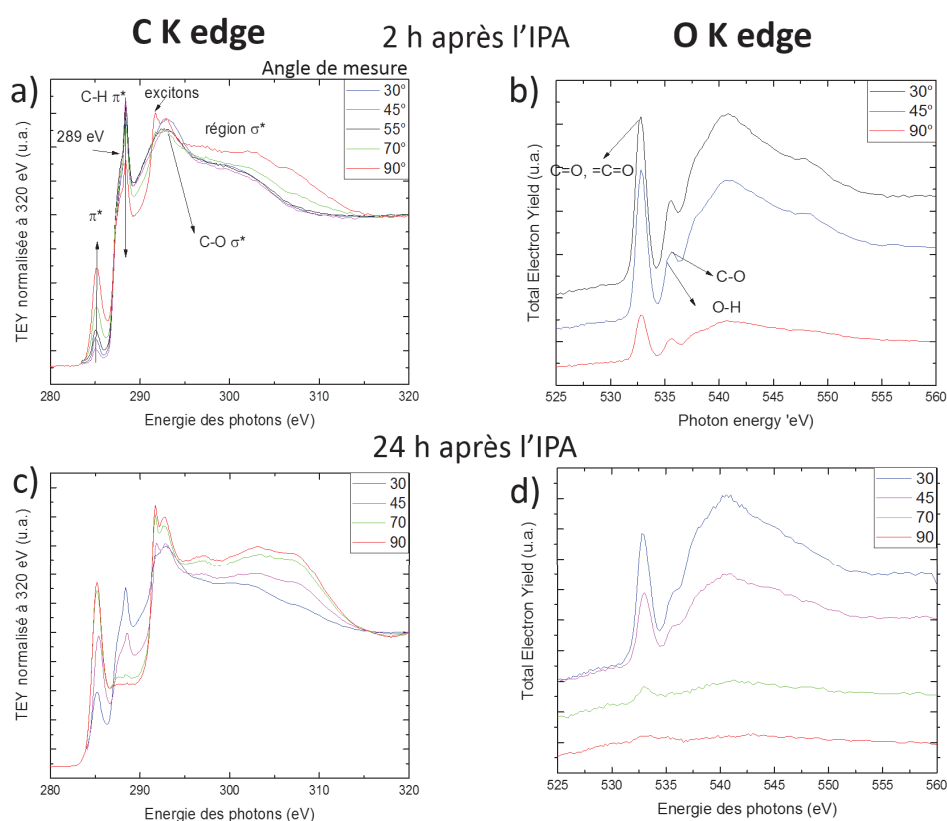 C K edge
2 h après l'IPA
O K edge
a)
Angle de mesure
C-H π*
excitons
289 eV
région σ*
π*
C-O σ*
30°
45°
55°
70°
90°
TEY normalisée à 320 eV (u.a.)
280 290 300 310 320
Energie des photons (eV)
b)
30°
45°
90°
C=O, =C=O
C-O
O-H
Total Electron Yield (u.a.)
525 530 535 540 545 550 555 560
Photon energy 'eV)
24 h après l'IPA
c)
30
45
70
90
TEY normalisé à 320 eV (u.a.)
280 290 300 310 320
Energie des photons (eV)
d)
30
45
70
90
Total Electron Yield (u.a.)
525 530 535 540 545 550 555 560
Energie des photons (eV)